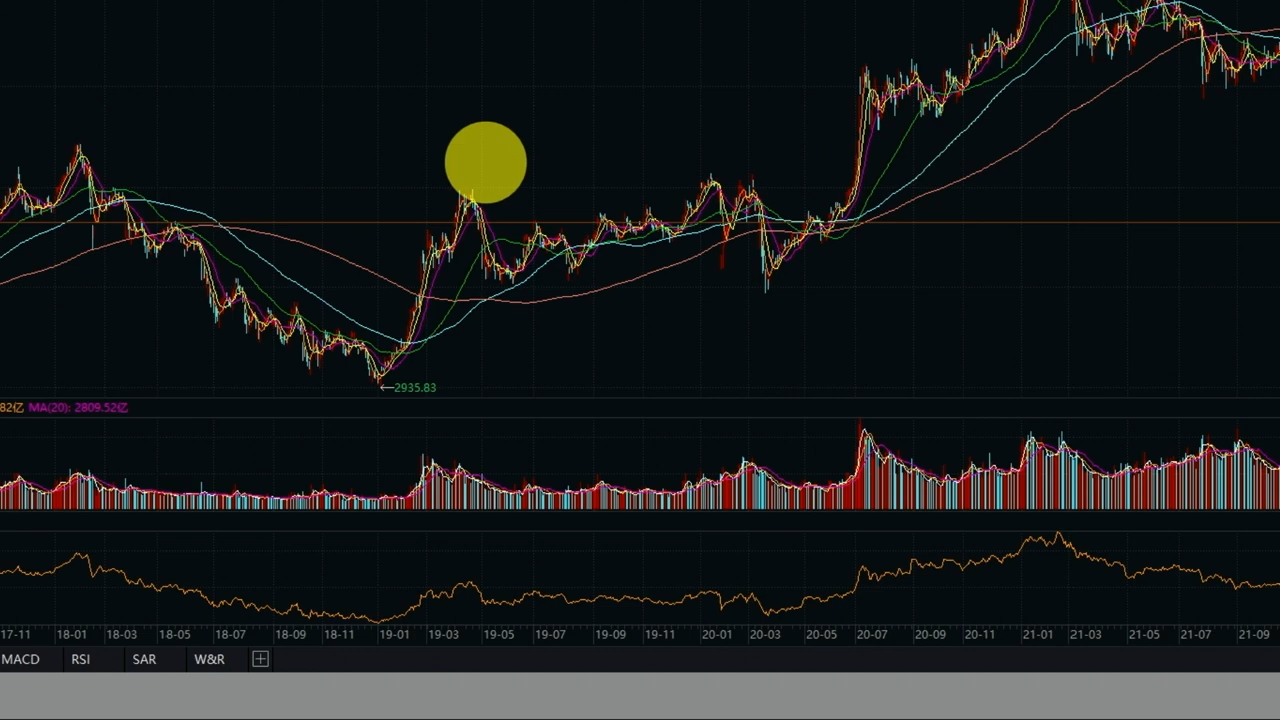 ←2935.83
82亿 MA(20): 2809.52亿
17-11 18-01 18-03 18-05 18-07 18-09 18-11 19-01 19-03 19-05 19-07 19-09 19-11 20-01 20-03 20-05 20-07 20-09 20-11 21-01 21-03 21-05 21-07 21-09
MACD RSI SAR W&R